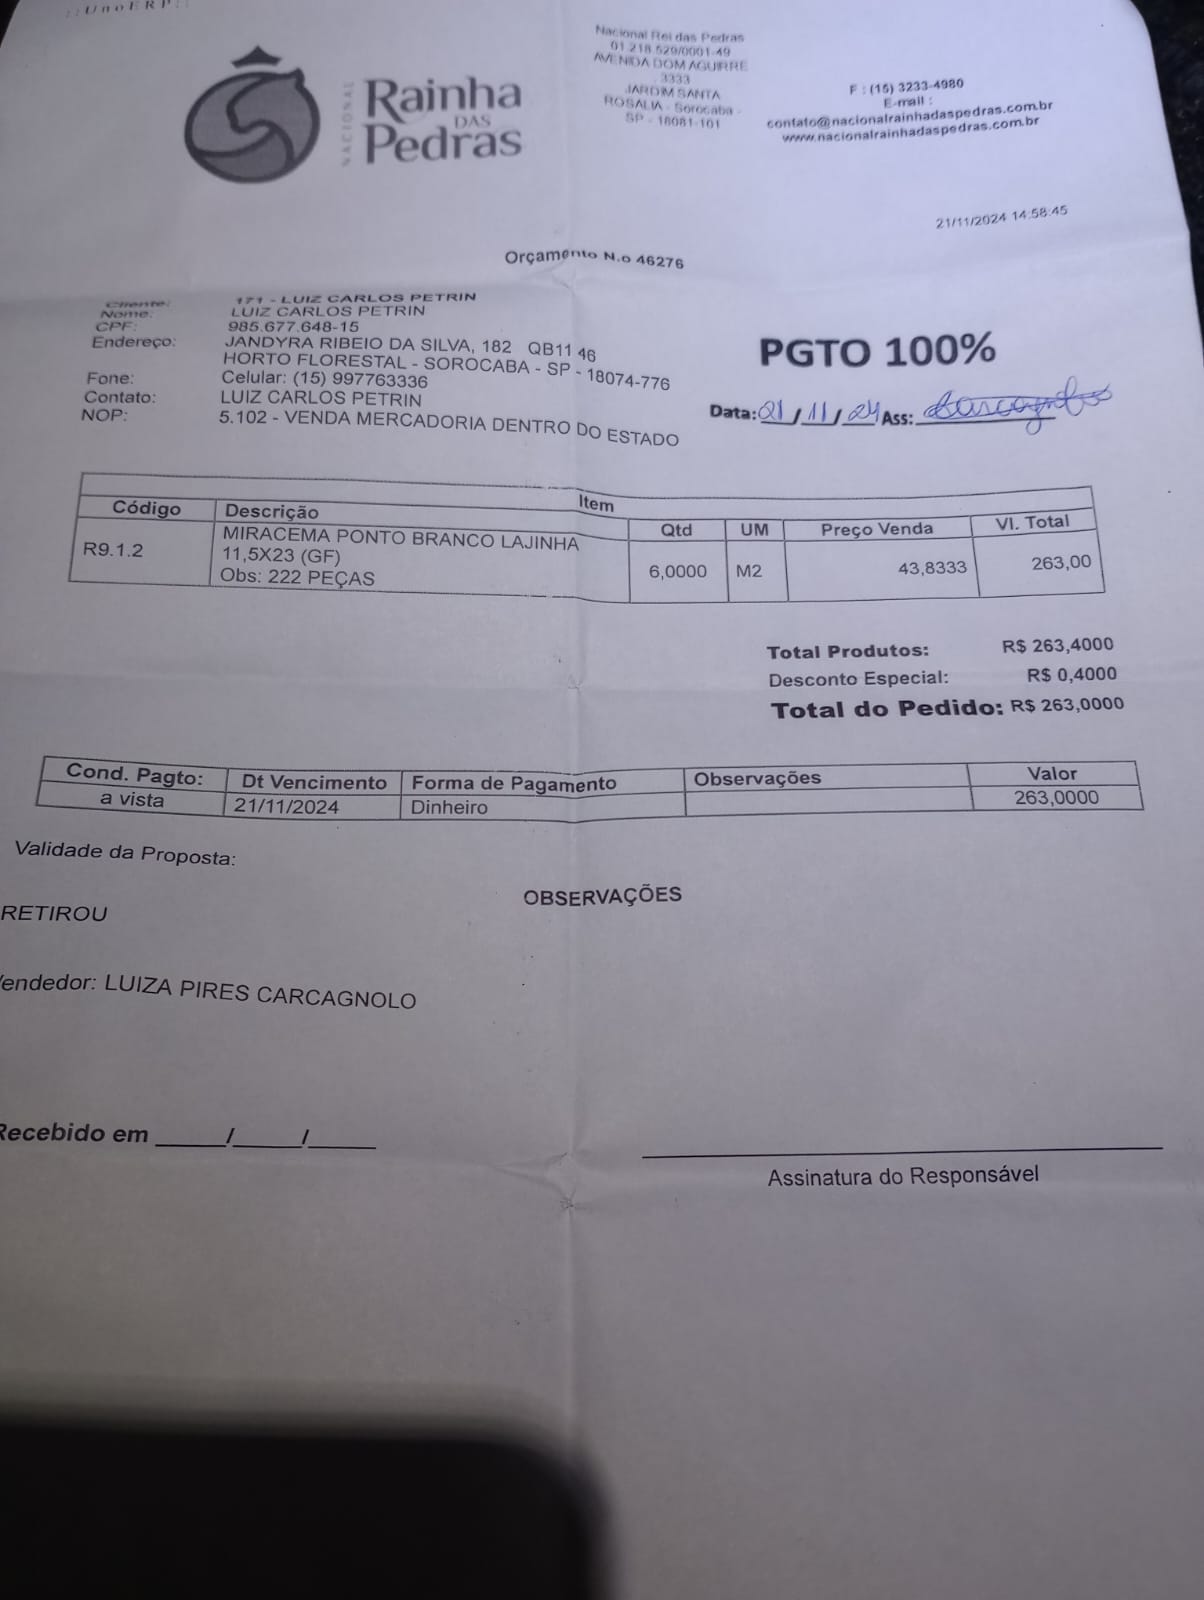 ::UnoERP::
NACIONAL
Rainha
DAS
Pedras
Nacional Rei das Pedras
01.218.529/0001-49
AVENIDA DOM AGUIRRE
3333
JARDIM SANTA
ROSALIA - Sorocaba -
SP - 18081-101
F : (15) 3233-4980
E-mail :
contato@nacionalrainhadaspedras.com.br
www.nacionalrainhadaspedras.com.br
21/11/2024 14:58:45
Orçamento N.o 46276
Cliente: 171 - LUIZ CARLOS PETRIN
Nome: LUIZ CARLOS PETRIN
CPF: 985.677.648-15
Endereço: JANDYRA RIBEIO DA SILVA, 182 QB11 46
HORTO FLORESTAL - SOROCABA - SP - 18074-776
Fone: Celular: (15) 997763336
Contato: LUIZ CARLOS PETRIN
NOP: 5.102 - VENDA MERCADORIA DENTRO DO ESTADO
PGTO 100%
Data: 21/11/24 Ass: Carcagnolo
Item
Código Descrição Qtd UM Preço Venda Vl. Total
R9.1.2 MIRACEMA PONTO BRANCO LAJINHA
11,5X23 (GF)
Obs: 222 PEÇAS
6,0000 M2 43,8333 263,00
Total Produtos: R$ 263,4000
Desconto Especial: R$ 0,4000
Total do Pedido: R$ 263,0000
Cond. Pagto: Dt Vencimento Forma de Pagamento Observações Valor
a vista 21/11/2024 Dinheiro 263,0000
Validade da Proposta:
OBSERVAÇÕES
RETIROU
Vendedor: LUIZA PIRES CARCAGNOLO
Recebido em _____/_____/_____
Assinatura do Responsável